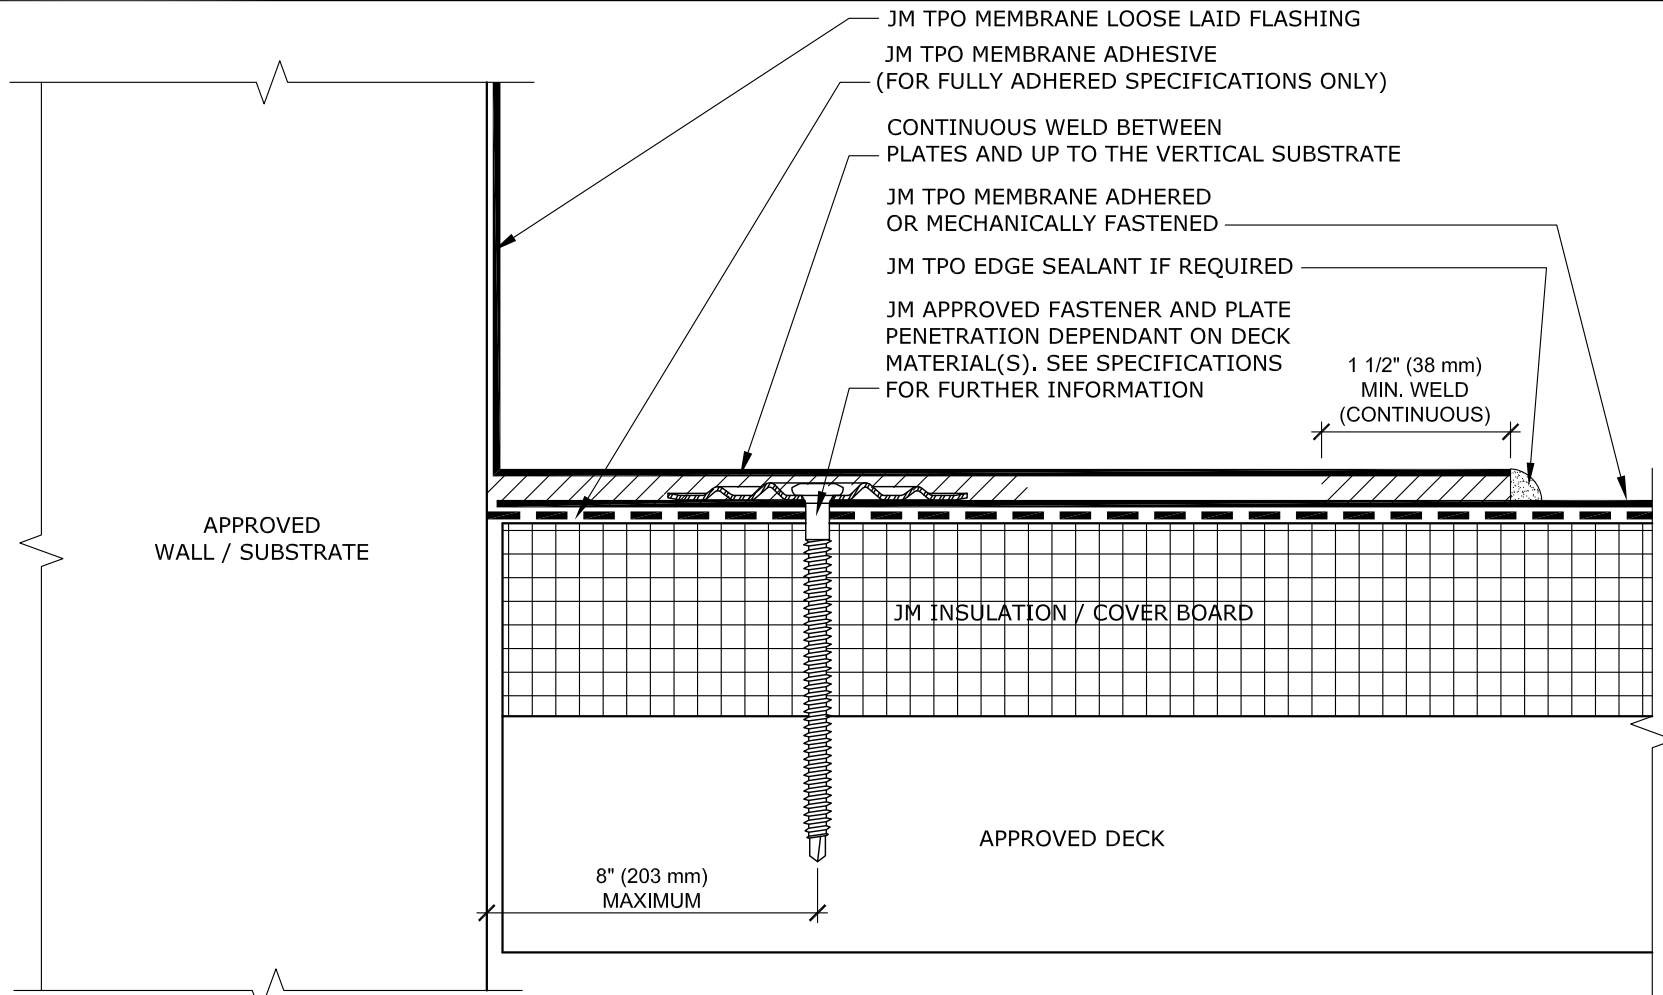 JM TPO MEMBRANE LOOSE LAID FLASHING
JM TPO MEMBRANE ADHESIVE
(FOR FULLY ADHERED SPECIFICATIONS ONLY)
CONTINUOUS WELD BETWEEN
PLATES AND UP TO THE VERTICAL SUBSTRATE
JM TPO MEMBRANE ADHERED
OR MECHANICALLY FASTENED
JM TPO EDGE SEALANT IF REQUIRED
JM APPROVED FASTENER AND PLATE
PENETRATION DEPENDANT ON DECK
MATERIAL(S). SEE SPECIFICATIONS
FOR FURTHER INFORMATION
1 1/2" (38 mm)
MIN. WELD
(CONTINUOUS)
APPROVED
WALL / SUBSTRATE
JM INSULATION / COVER BOARD
APPROVED DECK
8" (203 mm)
MAXIMUM